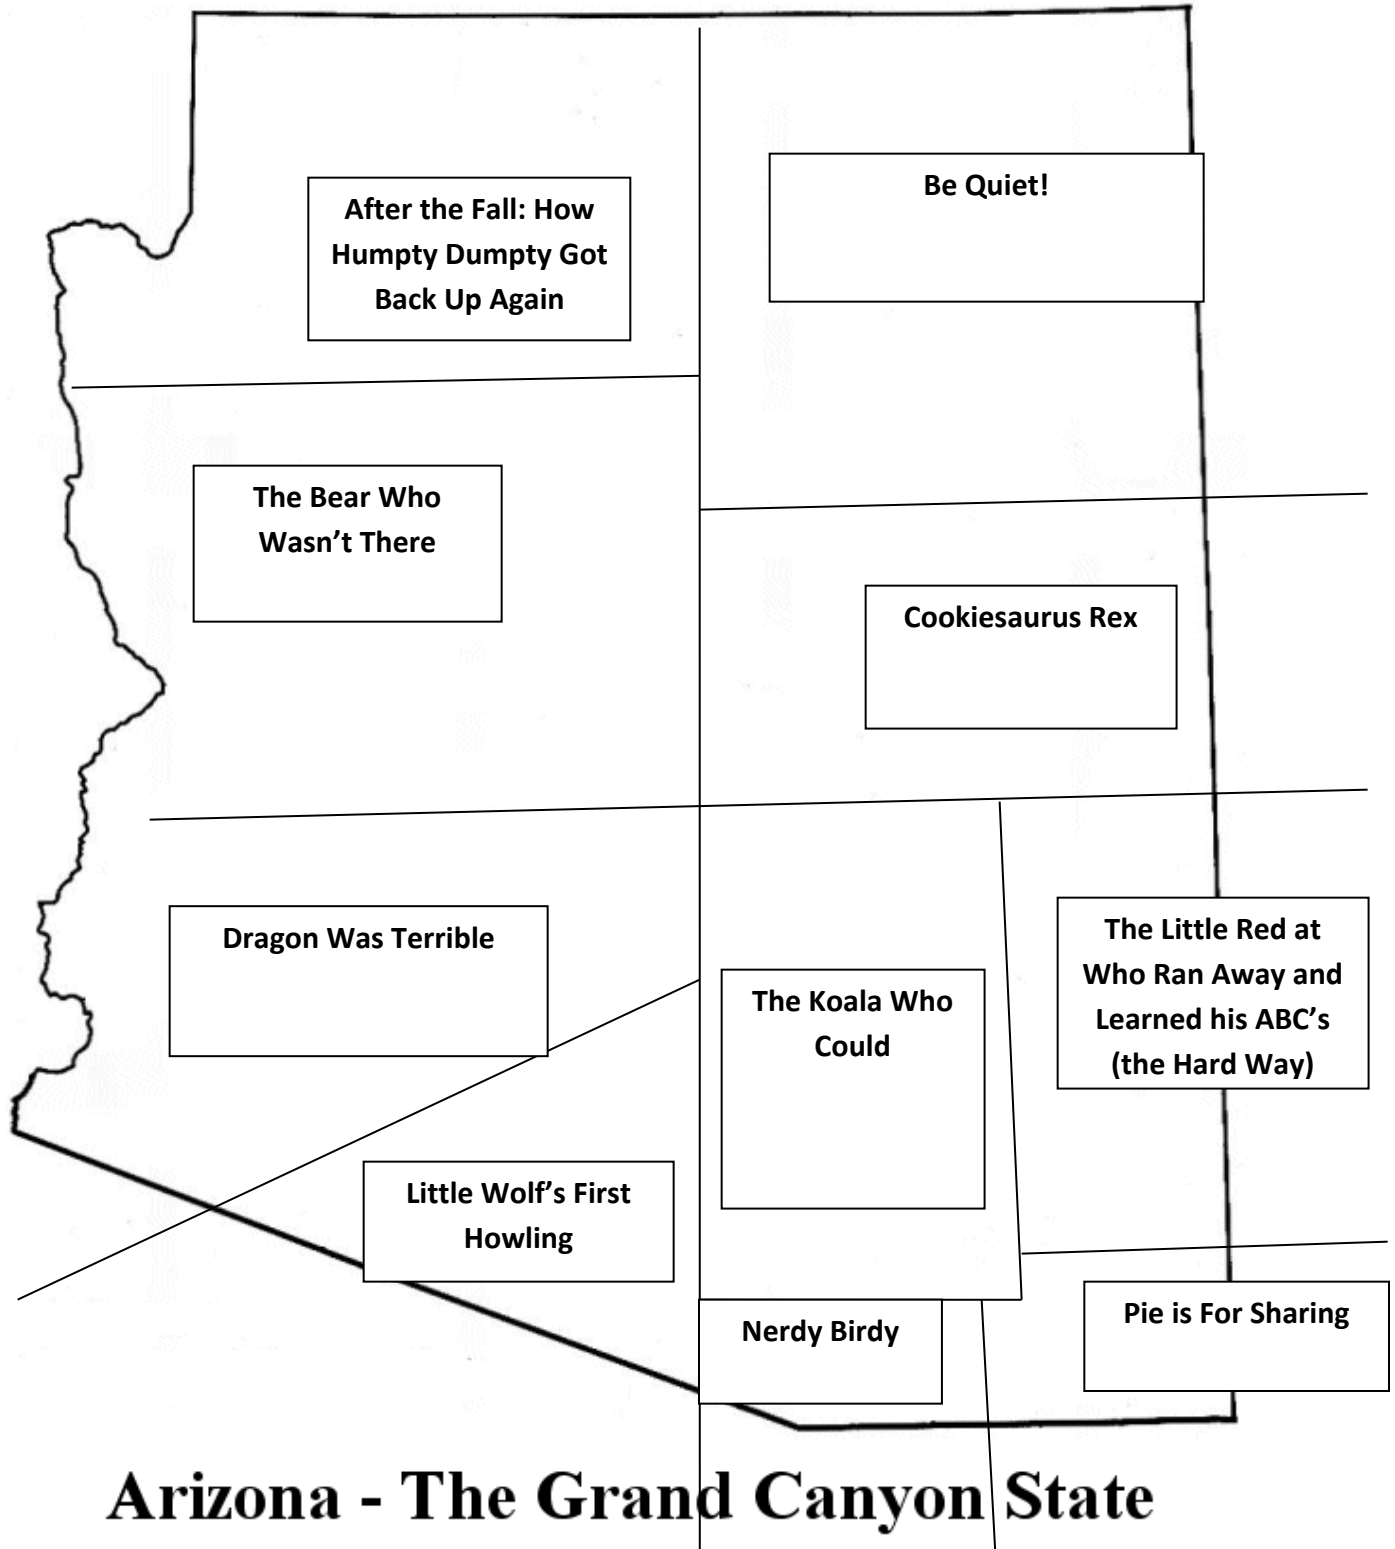 After the Fall: How
Humpty Dumpty Got
Back Up Again
Be Quiet!
The Bear Who
Wasn’t There
Cookiesaurus Rex
Dragon Was Terrible
The Koala Who
Could
The Little Red at
Who Ran Away and
Learned his ABC’s
(the Hard Way)
Little Wolf’s First
Howling
Nerdy Birdy
Pie is For Sharing
Arizona - The Grand Canyon State